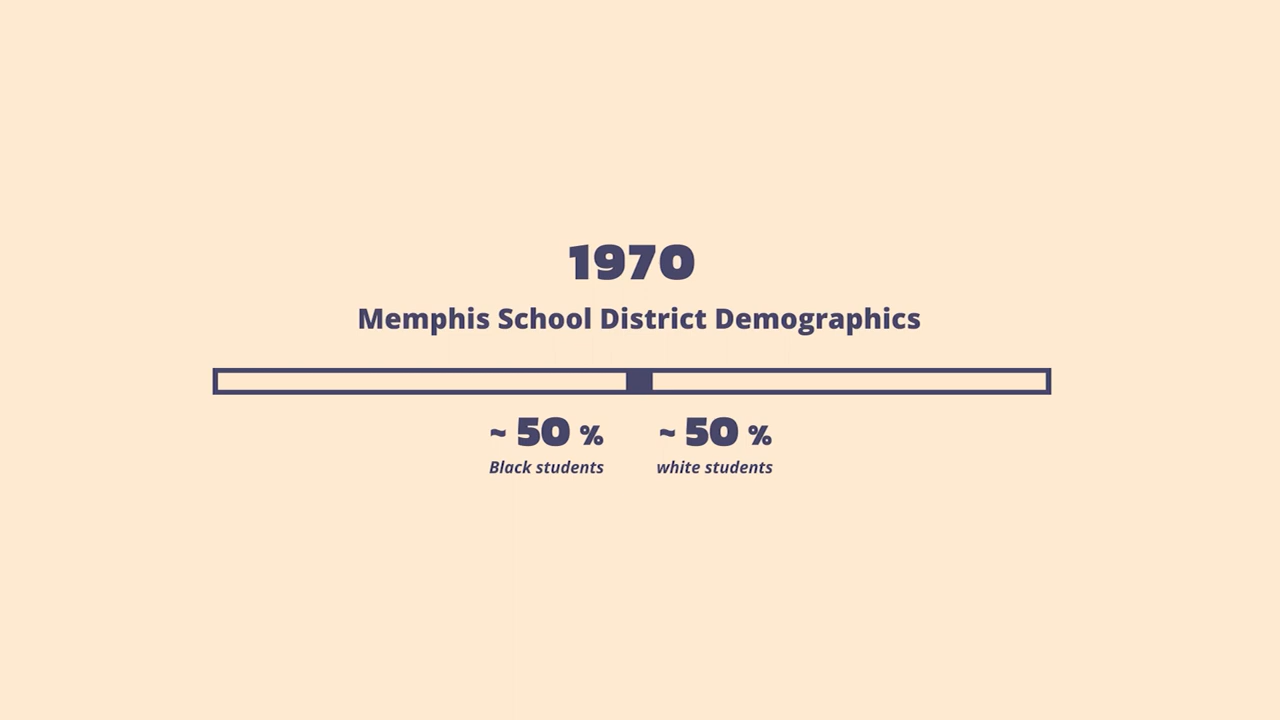 1970
Memphis School District Demographics
~ 50 % ~ 50 %
Black students white students